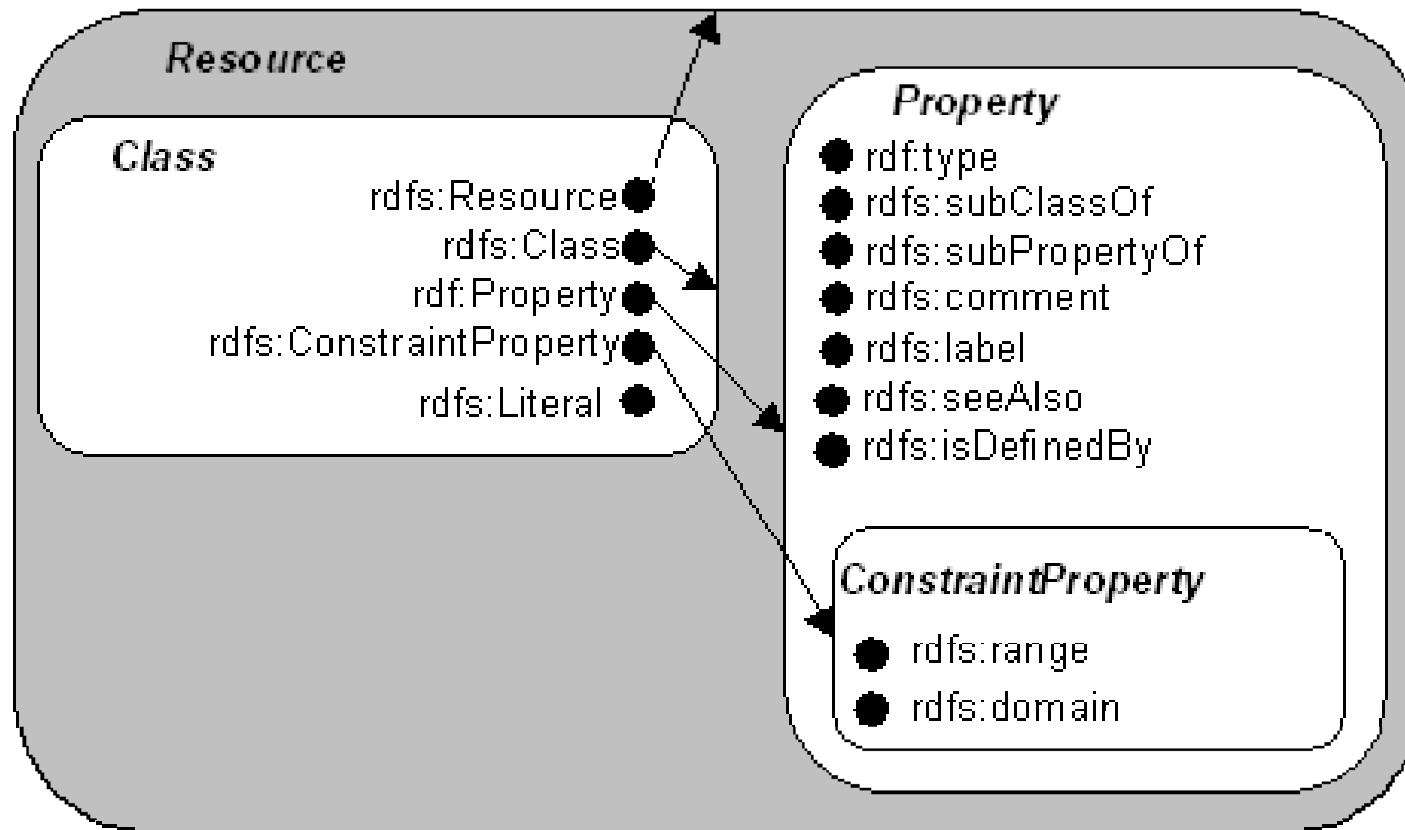 Resource
Class
rdfs:Resource
rdfs:Class
rdf:Property
rdfs:ConstraintProperty
rdfs:Literal
Property
rdf:type
rdfs:subClassOf
rdfs:subPropertyOf
rdfs:comment
rdfs:label
rdfs:seeAlso
rdfs:isDefinedBy
ConstraintProperty
rdfs:range
rdfs:domain